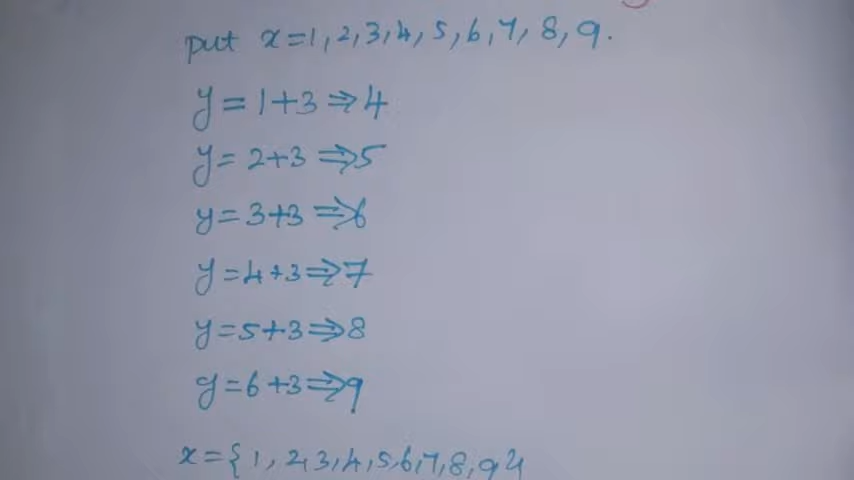 put x=1,2,3,4,5,6,7,8,9.
y=1+3⇒4
y=2+3⇒5
y=3+3⇒6
y=4+3⇒7
y=5+3⇒8
y=6+3⇒9
x={1,2,3,4,5,6,7,8,9}